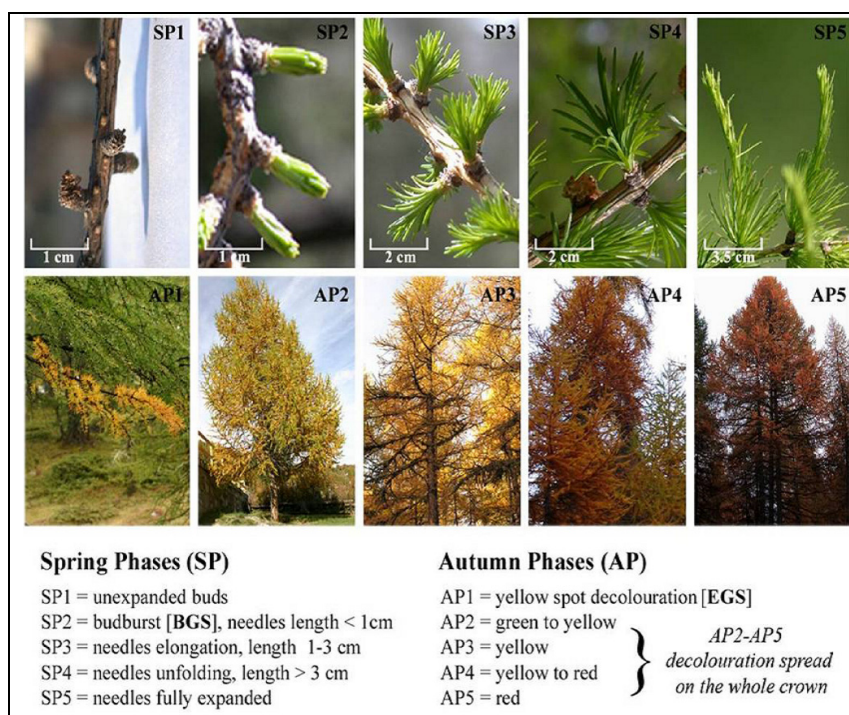 SP1
SP2
SP3
SP4
SP5
1 cm
1 cm
2 cm
2 cm
3.5 cm
AP1
AP2
AP3
AP4
AP5
Spring Phases (SP)
SP1 = unexpanded buds
SP2 = budburst [BGS], needles length < 1cm
SP3 = needles elongation, length 1-3 cm
SP4 = needles unfolding, length > 3 cm
SP5 = needles fully expanded
Autumn Phases (AP)
AP1 = yellow spot decolouration [EGS]
AP2 = green to yellow
AP3 = yellow
AP4 = yellow to red
AP5 = red
AP2-AP5
decolouration spread
on the whole crown